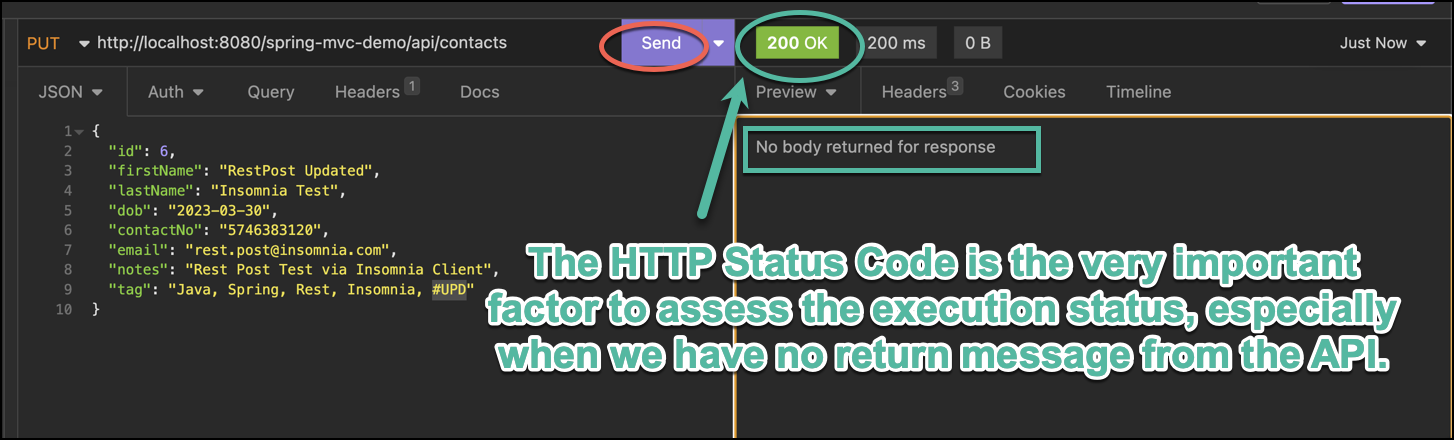 PUT http://localhost:8080/spring-mvc-demo/api/contacts Send 200 OK 200 ms 0 B Just Now
JSON Auth Query Headers 1 Docs Preview Headers 3 Cookies Timeline
1 {
2 "id": 6,
3 "firstName": "RestPost Updated",
4 "lastName": "Insomnia Test",
5 "dob": "2023-03-30",
6 "contactNo": "5746383120",
7 "email": "rest.post@insomnia.com",
8 "notes": "Rest Post Test via Insomnia Client",
9 "tag": "Java, Spring, Rest, Insomnia, #UPD"
10 }
No body returned for response
The HTTP Status Code is the very important
factor to assess the execution status, especially
when we have no return message from the API.